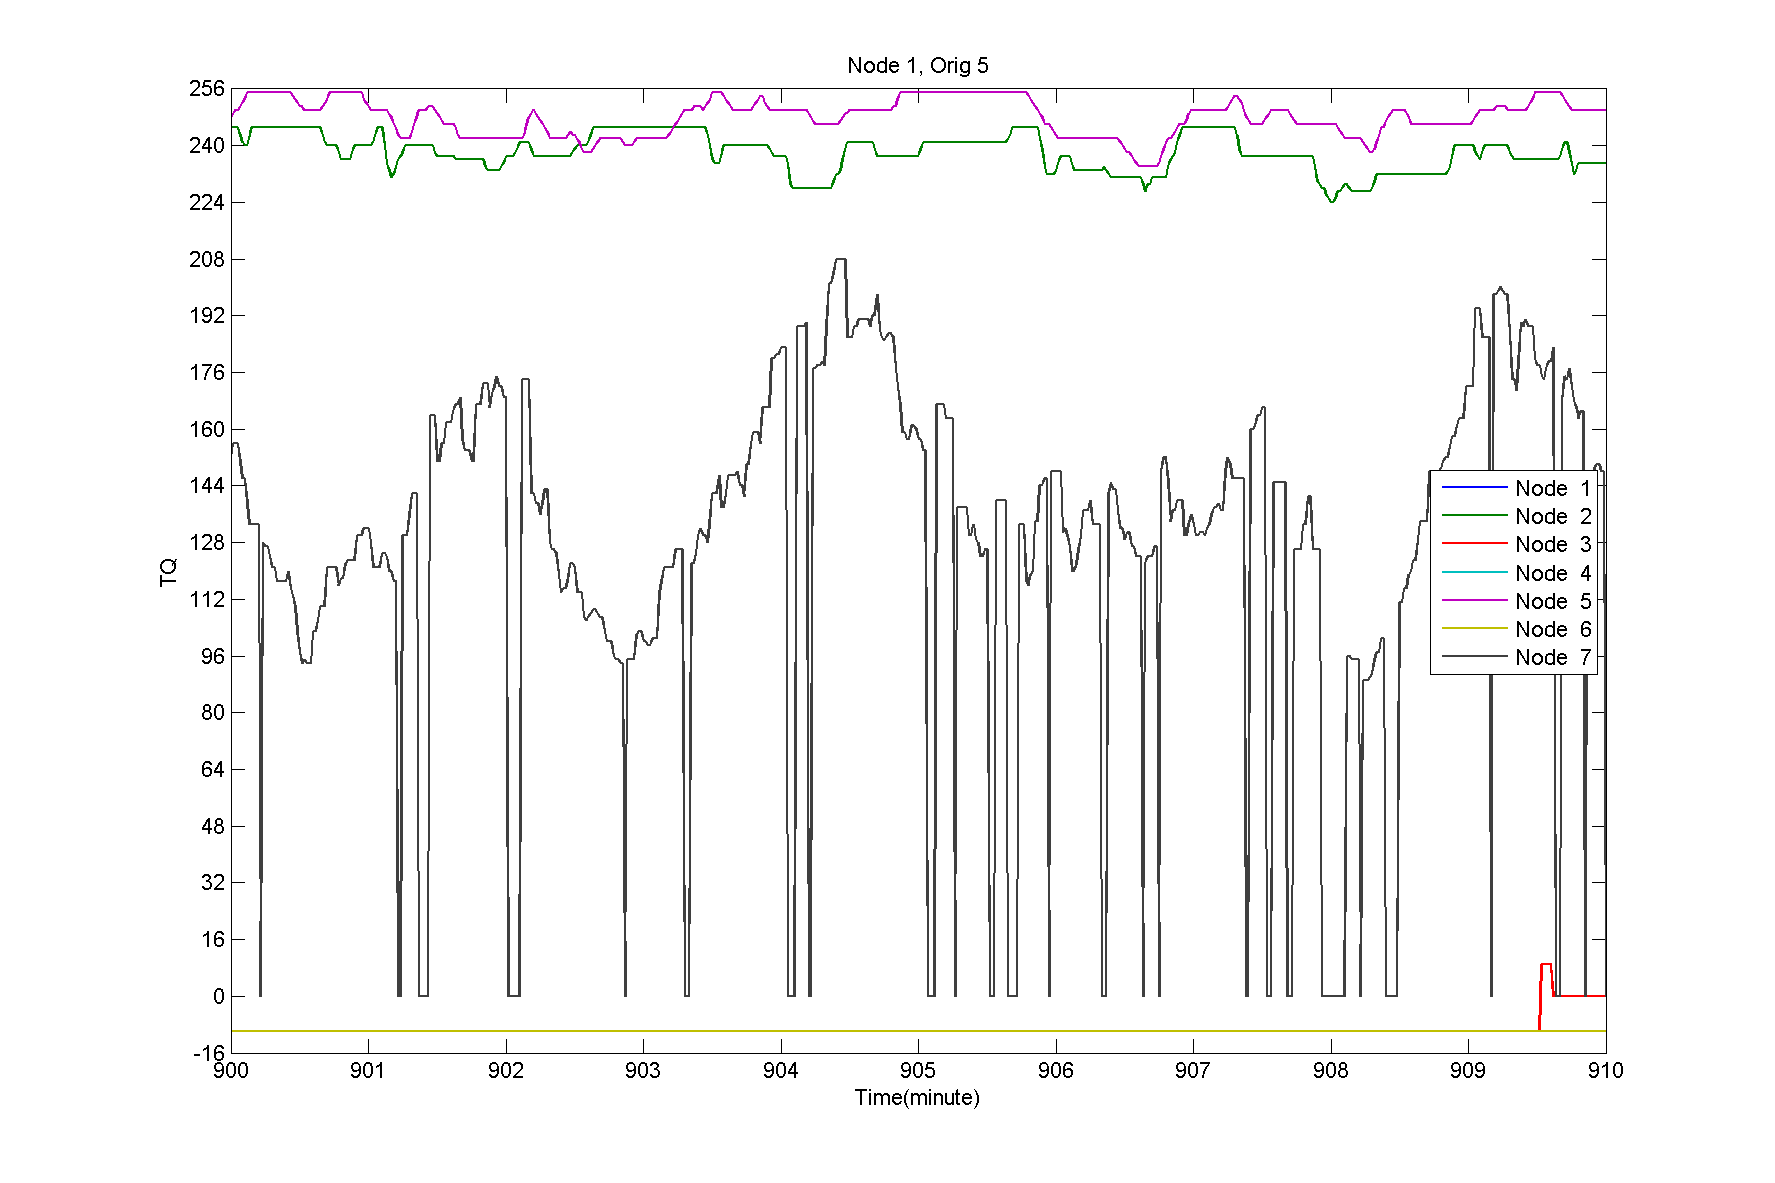 Node 1, Orig 5
256
240
224
208
192
176
160
144
128
112
96
80
64
48
32
16
0
-16
TQ
Node 1
Node 2
Node 3
Node 4
Node 5
Node 6
Node 7
900 901 902 903 904 905 906 907 908 909 910
Time(minute)